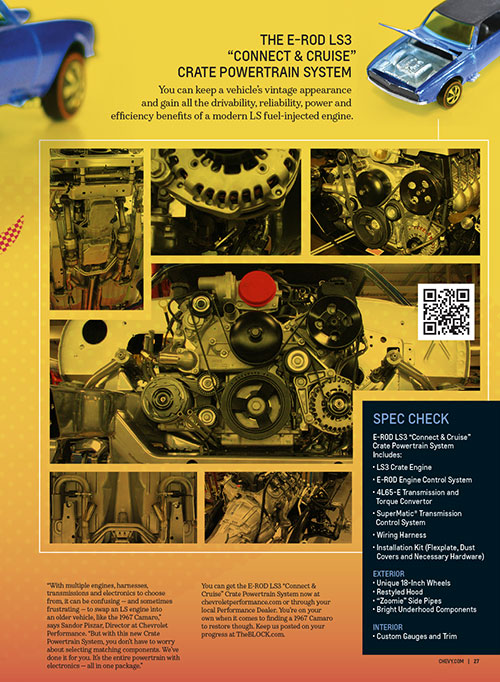 THE E-ROD LS3
“CONNECT & CRUISE”
CRATE POWERTRAIN SYSTEM
You can keep a vehicle’s vintage appearance
and gain all the drivability, reliability, power and
efficiency benefits of a modern LS fuel-injected engine.
SPEC CHECK
E-ROD LS3 “Connect & Cruise”
Crate Powertrain System
Includes:
• LS3 Crate Engine
• E-ROD Engine Control System
• 4L65-E Transmission and
Torque Convertor
• SuperMatic® Transmission
Control System
• Wiring Harness
• Installation Kit (Flexplate, Dust
Covers and Necessary Hardware)
EXTERIOR
• Unique 18-Inch Wheels
• Restyled Hood
• “Zoomie” Side Pipes
• Bright Underhood Components
INTERIOR
• Custom Gauges and Trim
“With multiple engines, harnesses,
transmissions and electronics to choose
from, it can be confusing — and sometimes
frustrating — to swap an LS engine into
an older vehicle, like the 1967 Camaro,”
says Sandor Piszar, Director at Chevrolet
Performance. “But with this new Crate
Powertrain System, you don’t have to worry
about selecting matching components. We’ve
done it for you. It’s the entire powertrain with
electronics — all in one package.”
You can get the E-ROD LS3 “Connect &
Cruise” Crate Powertrain System now at
chevroletperformance.com or through your
local Performance Dealer. You’re on your
own when it comes to finding a 1967 Camaro
to restore though. Keep us posted on your
progress at TheBLOCK.com.
CHEVY.COM | 27